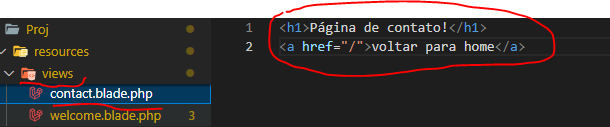 Proj
resources
views
contact.blade.php
welcome.blade.php 3
1 <h1>Página de contato!</h1>
2 <a href="/">voltar para home</a>